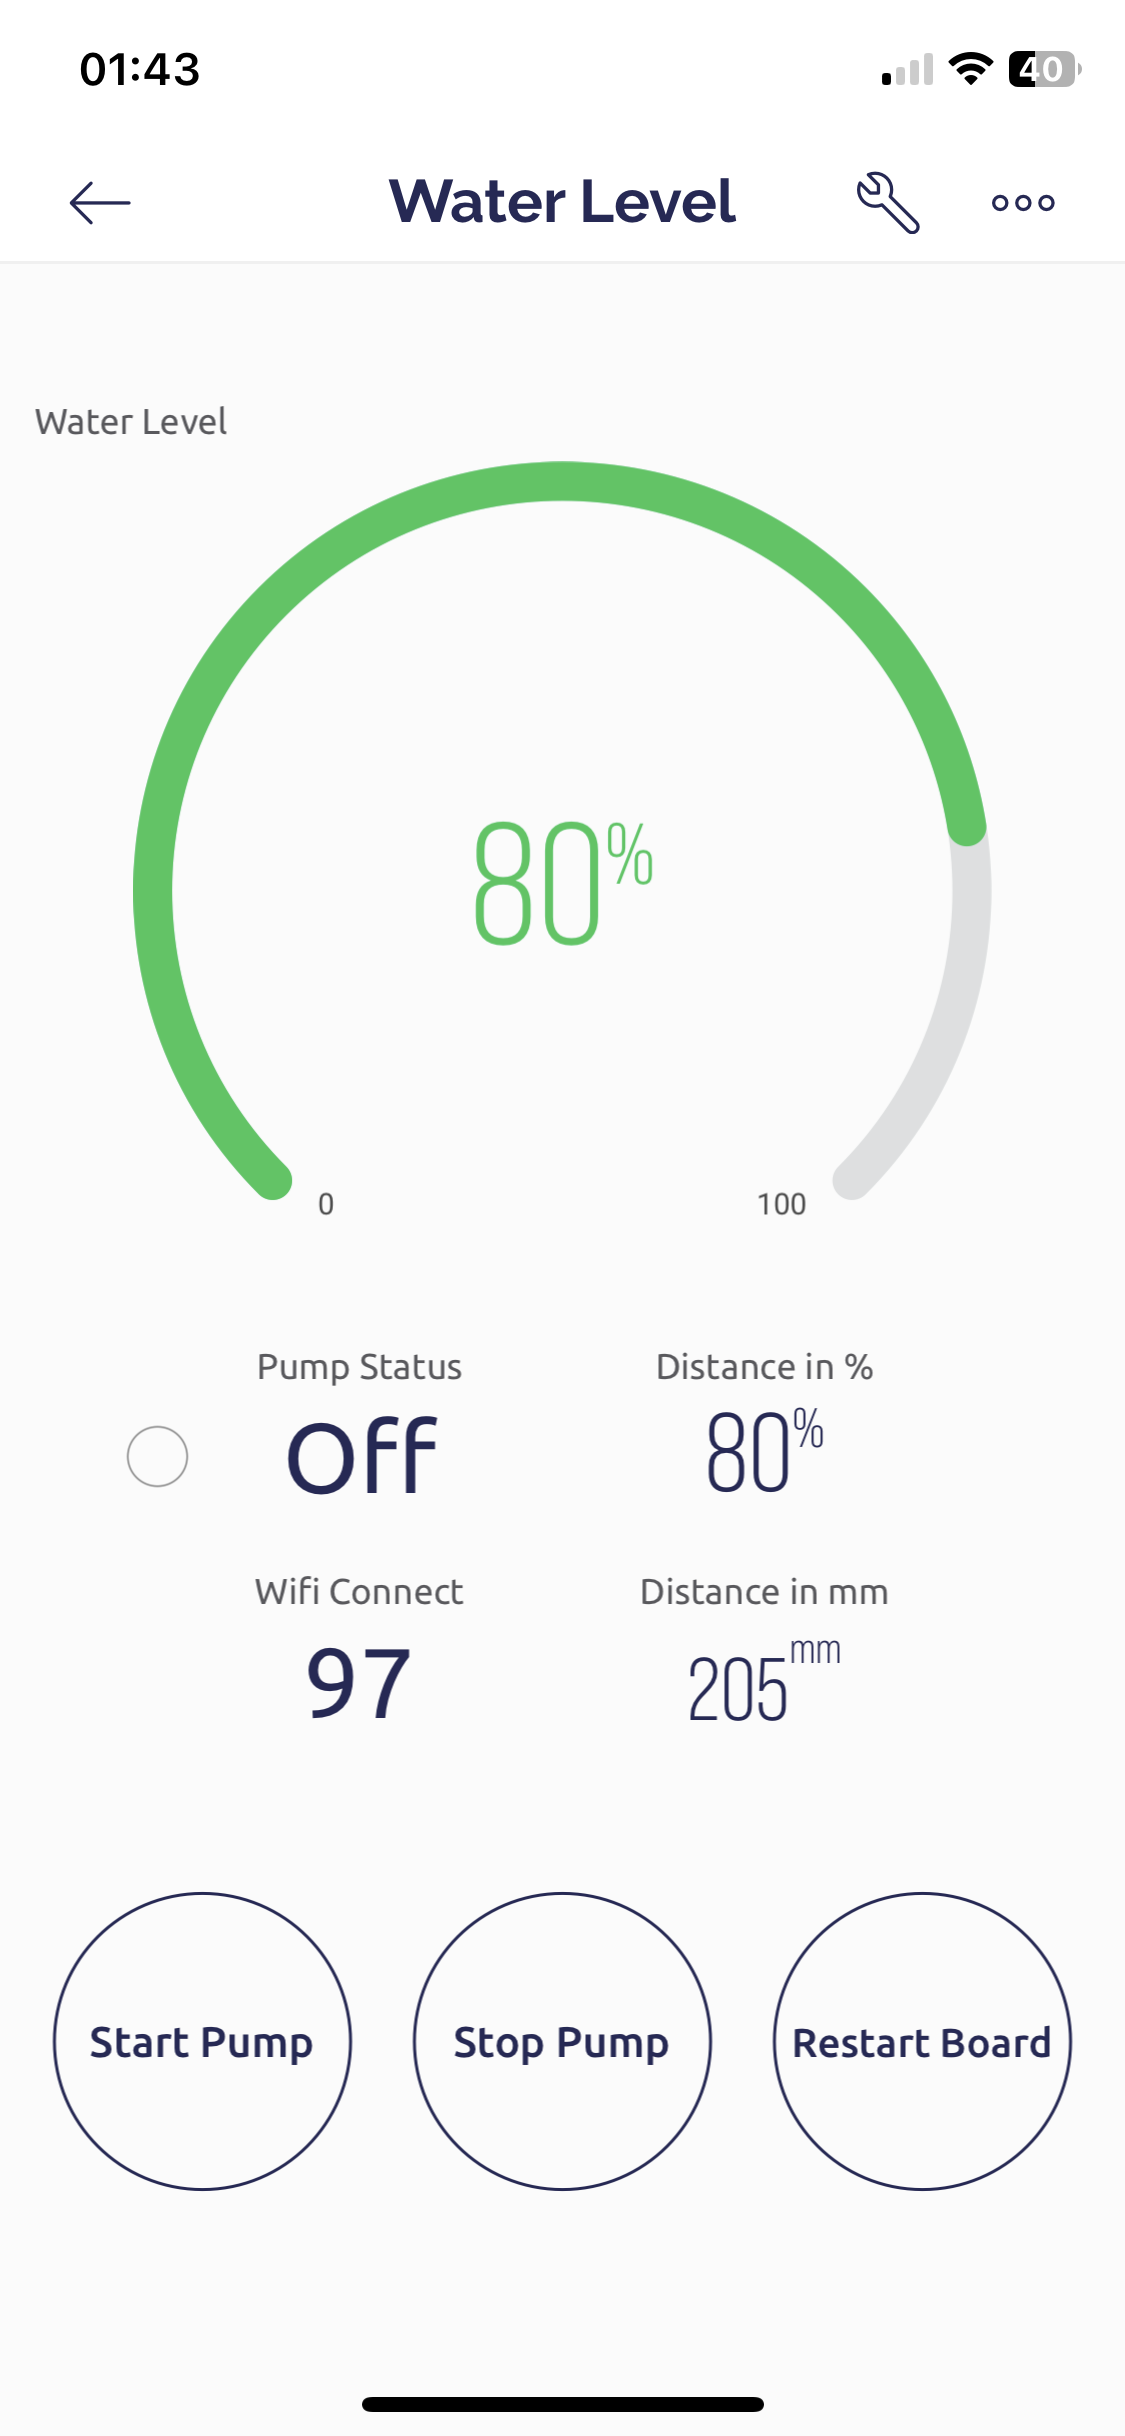 01:43
40
Water Level
Water Level
80%
0
100
Pump Status
Distance in %
Off
80%
Wifi Connect
Distance in mm
97
205mm
Start Pump
Stop Pump
Restart Board